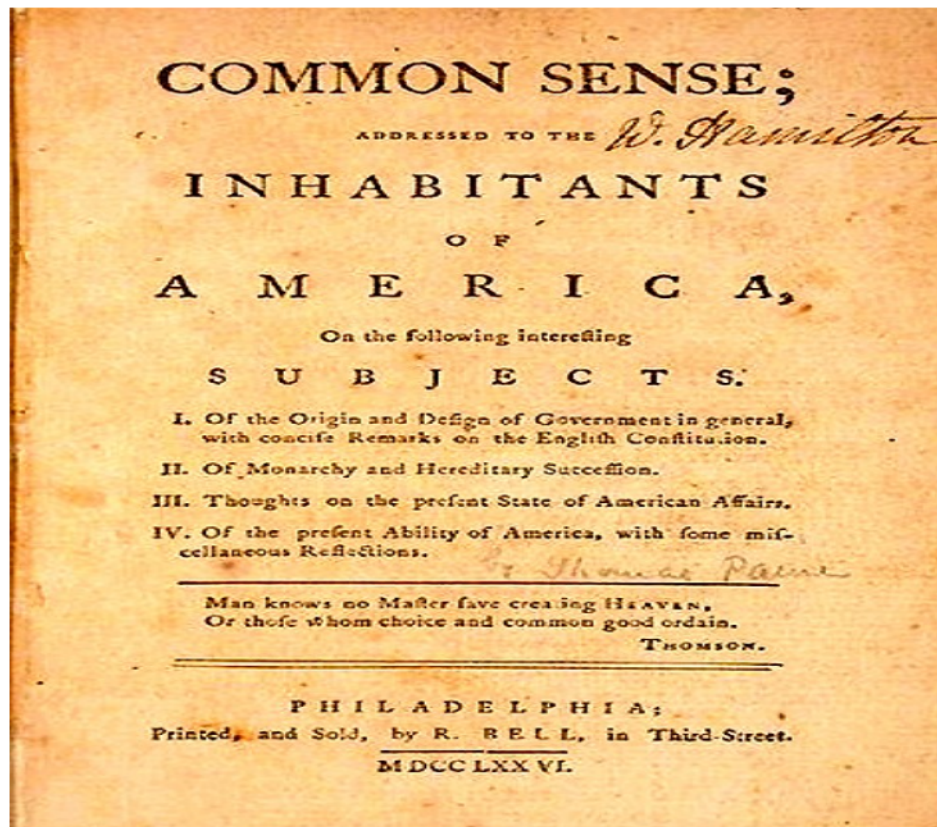 COMMON SENSE;
ADDRESSED TO THE W. Hamilton
INHABITANTS
OF
AMERICA,
On the following intereſting
SUBJECTS.
I. Of the Origin and Deſign of Government in general,
with conciſe Remarks on the Engliſh Conſtitution.
II. Of Monarchy and Hereditary Succeſſion.
III. Thoughts on the preſent State of American Affairs.
IV. Of the preſent Ability of America, with ſome miſ-
cellaneous Reflections.
by Thomas Paine
Man knows no Maſter ſave creating HEAVEN,
Or thoſe whom choice and common good ordain.
THOMSON.
PHILADELPHIA;
Printed, and Sold, by R. BELL, in Third-Street.
MDCCLXXVI.